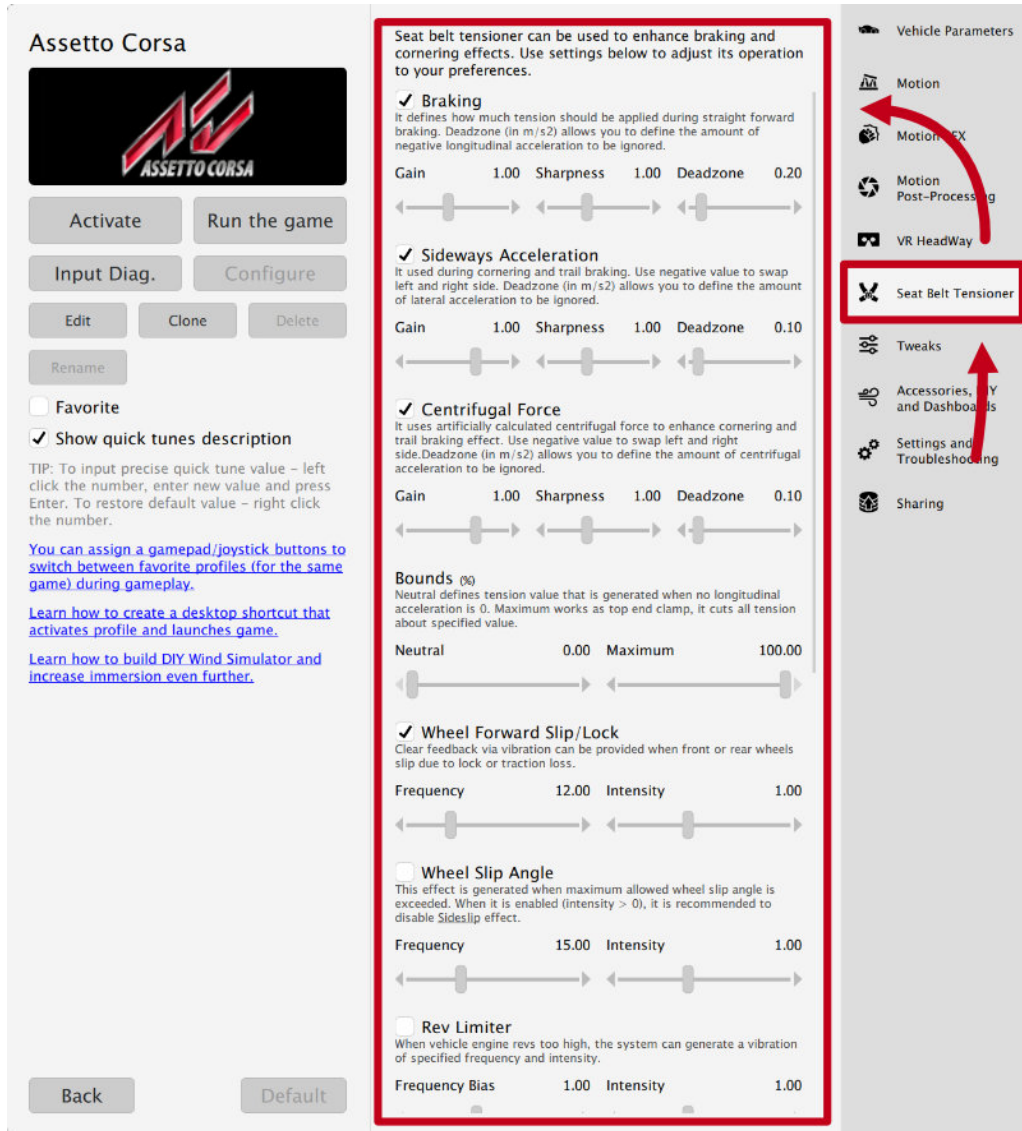 Assetto Corsa
ASSETTO CORSA
Activate
Run the game
Input Diag.
Configure
Edit
Clone
Delete
Rename
Favorite
Show quick tunes description
TIP: To input precise quick tune value – left
click the number, enter new value and press
Enter. To restore default value – right click
the number.
You can assign a gamepad/joystick buttons to
switch between favorite profiles (for the same
game) during gameplay.
Learn how to create a desktop shortcut that
activates profile and launches game.
Learn how to build DIY Wind Simulator and
increase immersion even further.
Back
Default
Seat belt tensioner can be used to enhance braking and
cornering effects. Use settings below to adjust its operation
to your preferences.
Braking
It defines how much tension should be applied during straight forward
braking. Deadzone (in m/s2) allows you to define the amount of
negative longitudinal acceleration to be ignored.
Gain 1.00 Sharpness 1.00 Deadzone 0.20
Sideways Acceleration
It used during cornering and trail braking. Use negative value to swap
left and right side. Deadzone (in m/s2) allows you to define the amount
of lateral acceleration to be ignored.
Gain 1.00 Sharpness 1.00 Deadzone 0.10
Centrifugal Force
It uses artificially calculated centrifugal force to enhance cornering and
trail braking effect. Use negative value to swap left and right
side.Deadzone (in m/s2) allows you to define the amount of centrifugal
acceleration to be ignored.
Gain 1.00 Sharpness 1.00 Deadzone 0.10
Bounds (%)
Neutral defines tension value that is generated when no longitudinal
acceleration is 0. Maximum works as top end clamp, it cuts all tension
about specified value.
Neutral 0.00 Maximum 100.00
Wheel Forward Slip/Lock
Clear feedback via vibration can be provided when front or rear wheels
slip due to lock or traction loss.
Frequency 12.00 Intensity 1.00
Wheel Slip Angle
This effect is generated when maximum allowed wheel slip angle is
exceeded. When it is enabled (intensity > 0), it is recommended to
disable Sideslip effect.
Frequency 15.00 Intensity 1.00
Rev Limiter
When vehicle engine revs too high, the system can generate a vibration
of specified frequency and intensity.
Frequency Bias 1.00 Intensity 1.00
Vehicle Parameters
Motion
Motion SFX
Motion
Post-Processing
VR HeadWay
Seat Belt Tensioner
Tweaks
Accessories, DIY
and Dashboards
Settings and
Troubleshooting
Sharing